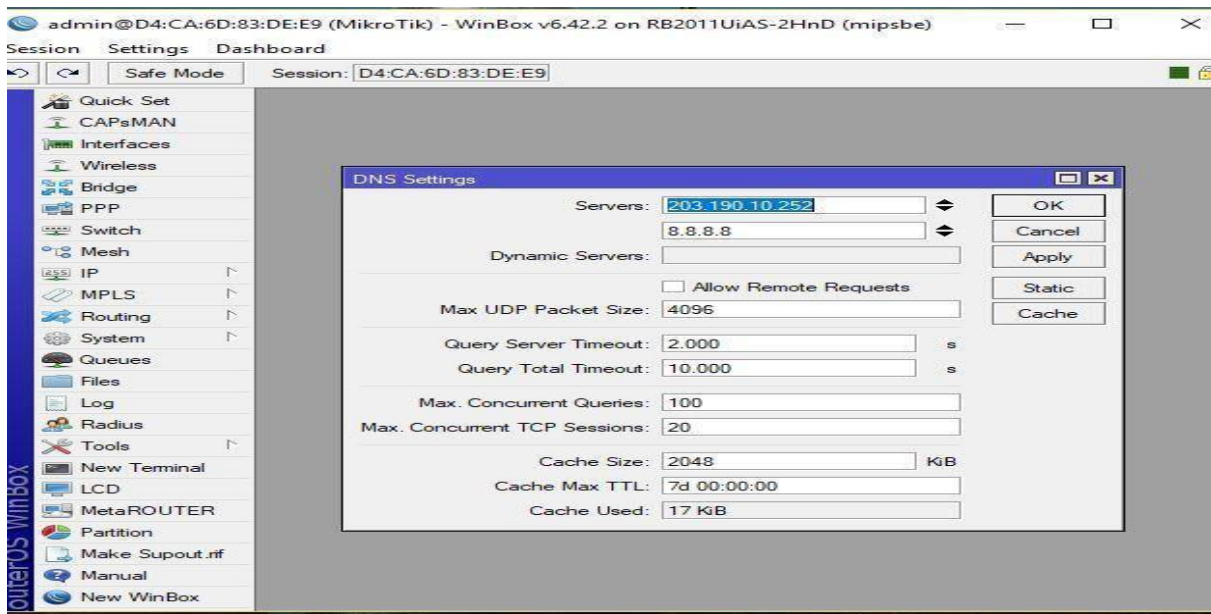 admin@D4:CA:6D:83:DE:E9 (MikroTik) - WinBox v6.42.2 on RB2011UiAS-2HnD (mipsbe)
Session Settings Dashboard
Safe Mode Session: D4:CA:6D:83:DE:E9
Quick Set
CAPsMAN
Interfaces
Wireless
Bridge
PPP
Switch
Mesh
255 IP
MPLS
Routing
System
Queues
Files
Log
Radius
Tools
New Terminal
LCD
MetaROUTER
Partition
Make Supout.rif
Manual
New WinBox
outerOS WinBox
DNS Settings
Servers: 203.190.10.252 OK
8.8.8.8 Cancel
Dynamic Servers: Apply
Allow Remote Requests Static
Max UDP Packet Size: 4096 Cache
Query Server Timeout: 2.000 s
Query Total Timeout: 10.000 s
Max. Concurrent Queries: 100
Max. Concurrent TCP Sessions: 20
Cache Size: 2048 KiB
Cache Max TTL: 7d 00:00:00
Cache Used: 17 KiB